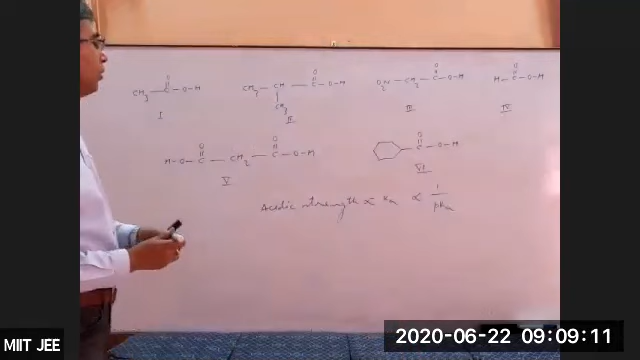 CH3 — C — O — H
O
I
CH3 — CH — C — O — H
O
CH3
II
O2N — CH2 — C — O — H
O
III
H — C — O — H
O
IV
H — O — C — CH2 — C — O — H
O O
V
C — O — H
O
VI
Acidic strength ∝ Ka ∝ 1/pKa
MIIT JEE
2020-06-22 09:09:11